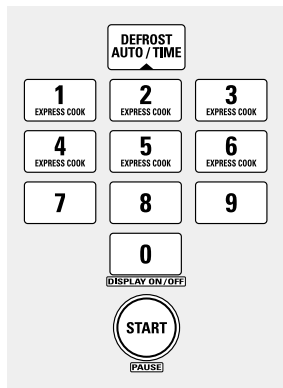 DEFROST
AUTO / TIME
1 2 3
EXPRESS COOK EXPRESS COOK EXPRESS COOK
4 5 6
EXPRESS COOK EXPRESS COOK EXPRESS COOK
7 8 9
0
DISPLAY ON/OFF
START
PAUSE